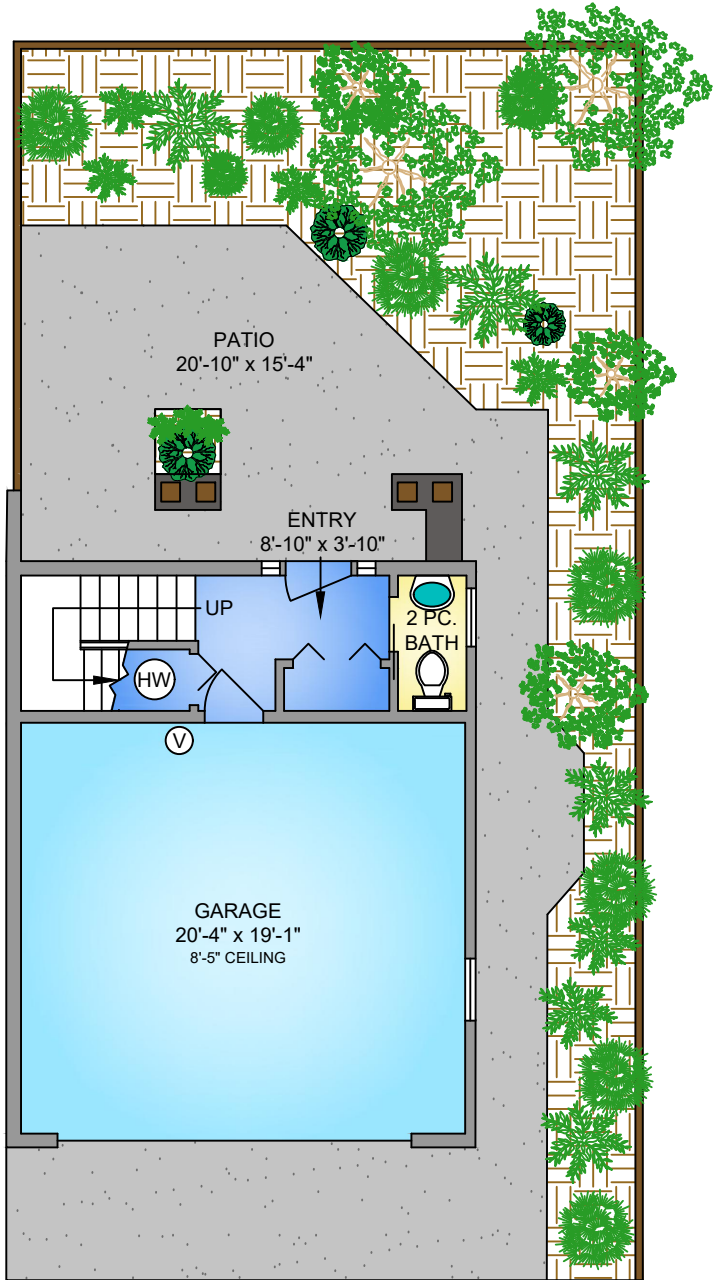 PATIO
20'-10" x 15'-4"
ENTRY
8'-10" x 3'-10"
UP
2 PC.
BATH
HW
V
GARAGE
20'-4" x 19'-1"
8'-5" CEILING